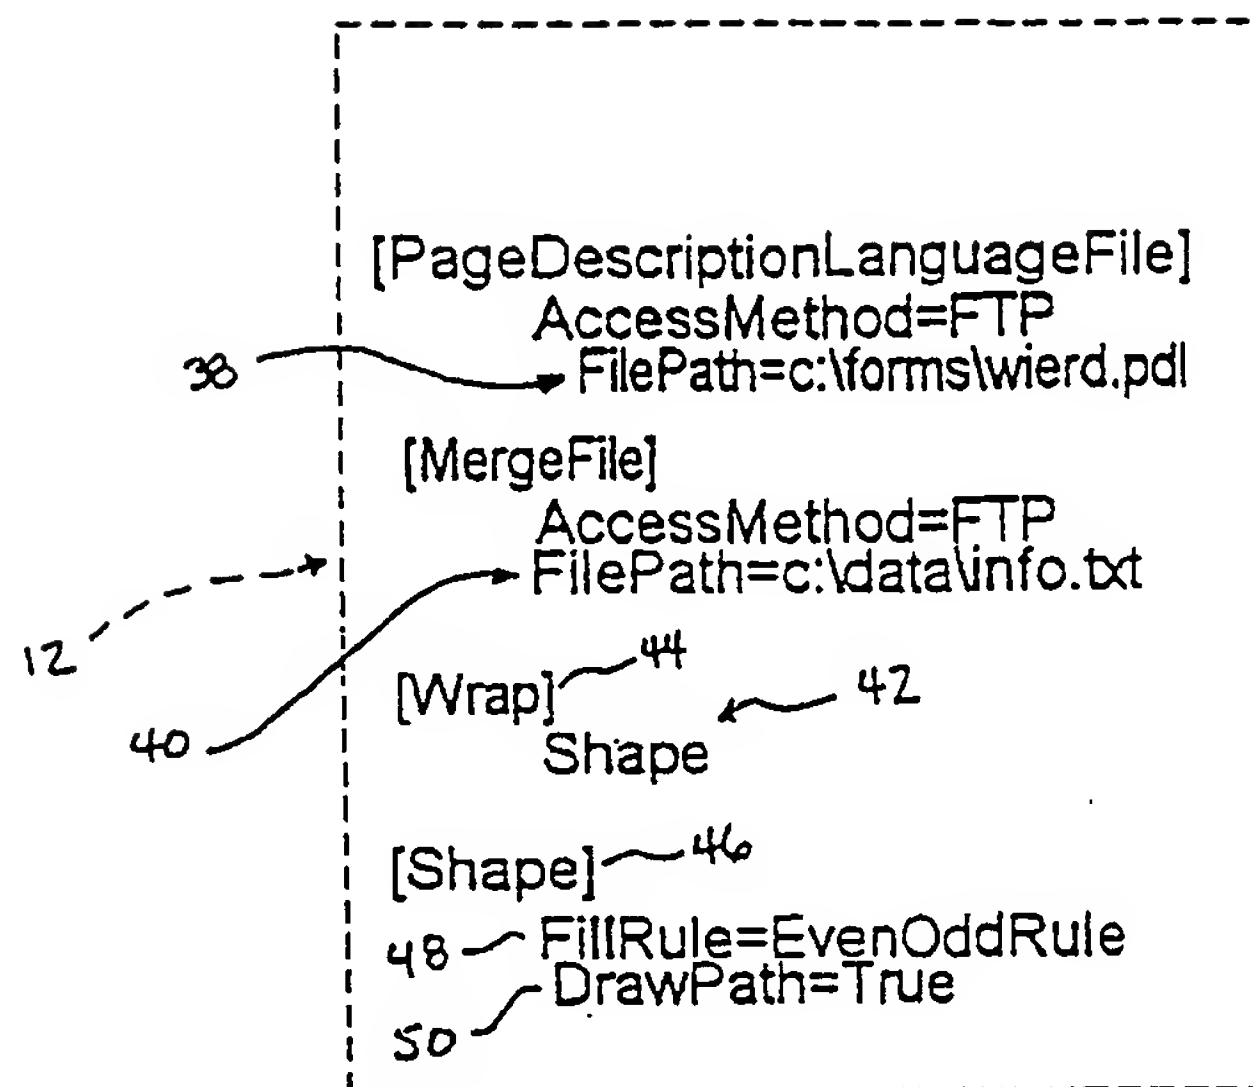 [PageDescriptionLanguageFile]
AccessMethod=FTP
38 FilePath=c:\forms\wierd.pdl
[MergeFile]
AccessMethod=FTP
FilePath=c:\data\info.txt
12
44
[Wrap] 42
40 Shape
[Shape] 46
48 FillRule=EvenOddRule
DrawPath=True
50